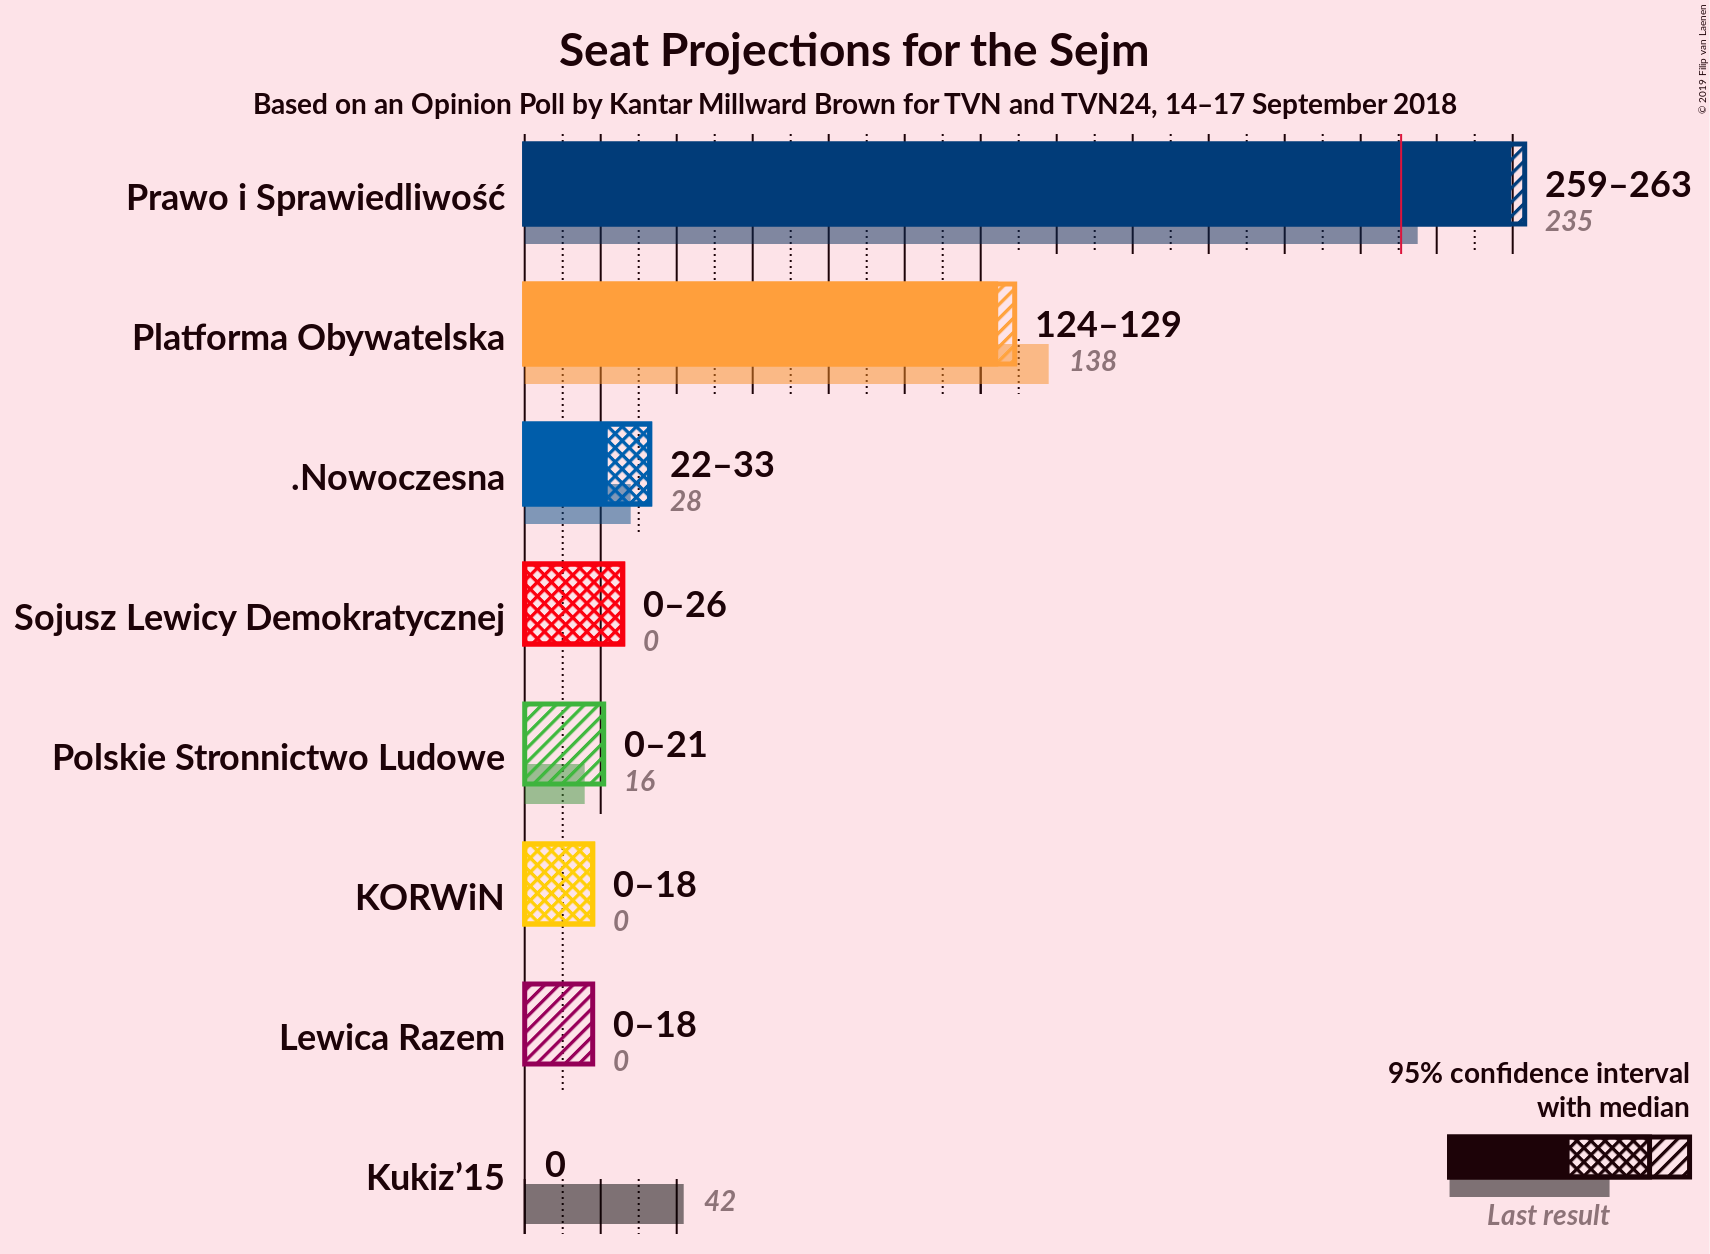 Seat Projections for the Sejm
Based on an Opinion Poll by Kantar Millward Brown for TVN and TVN24, 14–17 September 2018
© 2019 Filip van Laenen
Prawo i Sprawiedliwość
259–263
235
Platforma Obywatelska
124–129
138
.Nowoczesna
22–33
28
Sojusz Lewicy Demokratycznej
0–26
0
Polskie Stronnictwo Ludowe
0–21
16
KORWiN
0–18
0
Lewica Razem
0–18
0
Kukiz’15
0
42
95% confidence interval
with median
Last result